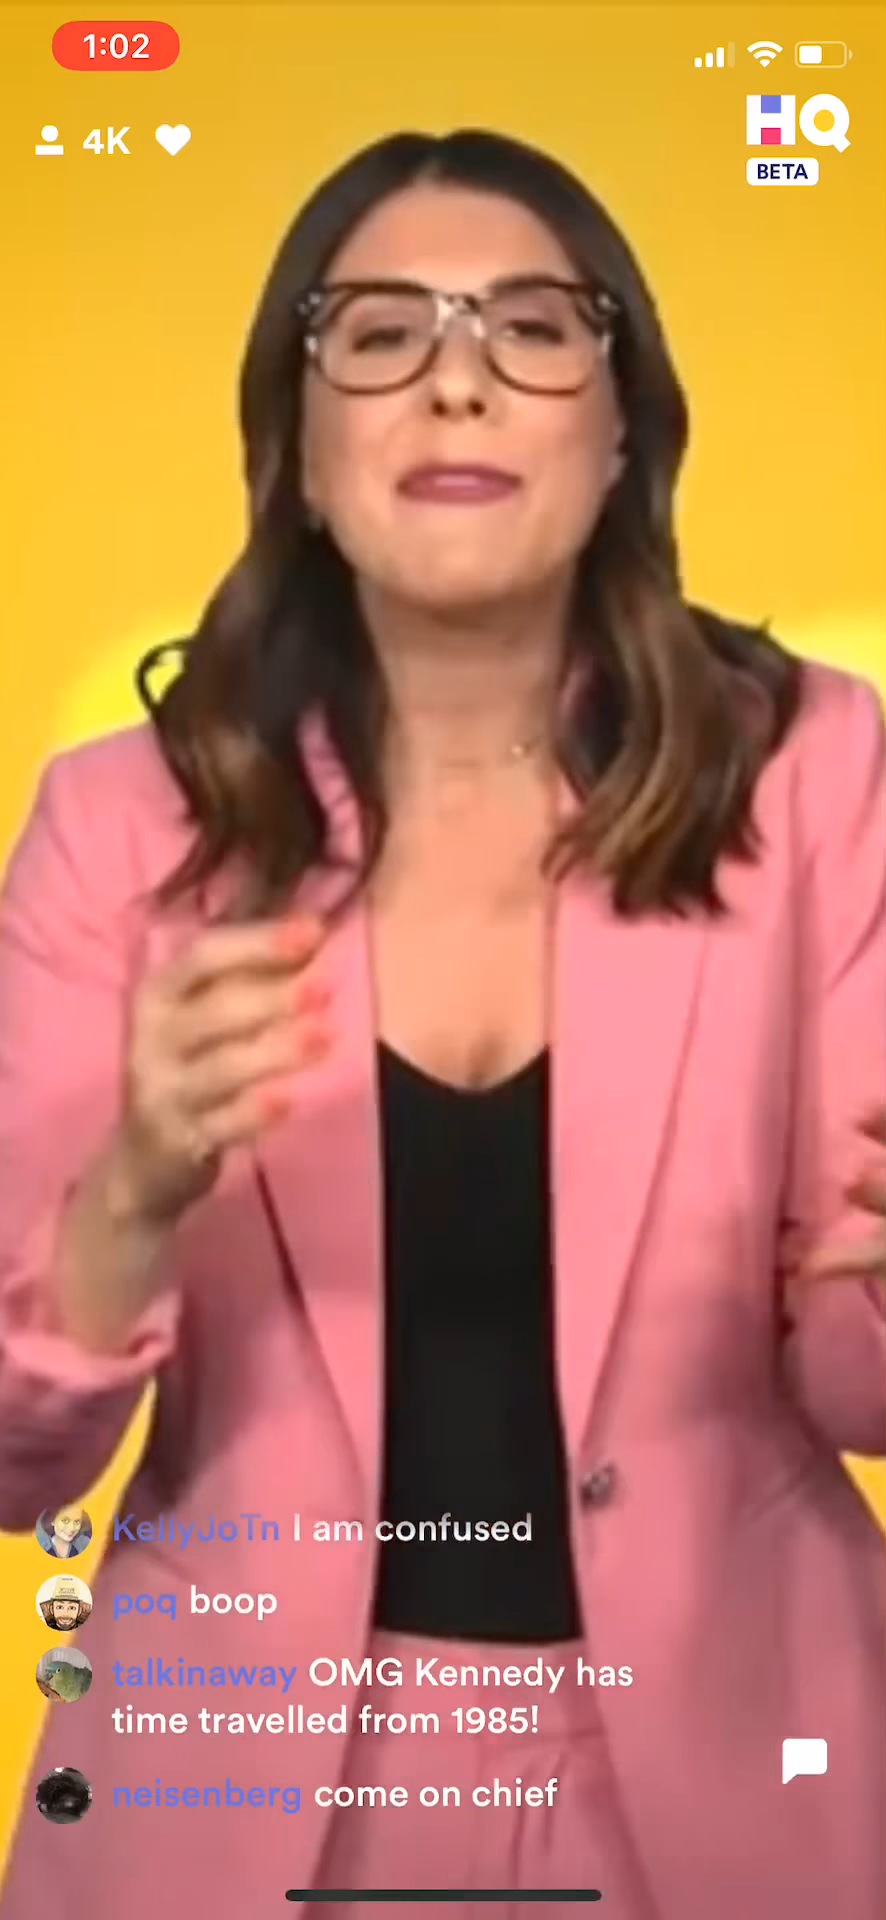 1:02
4K
HQ
BETA
KellyJoTn I am confused
poq boop
talkinaway OMG Kennedy has
time travelled from 1985!
neisenberg come on chief